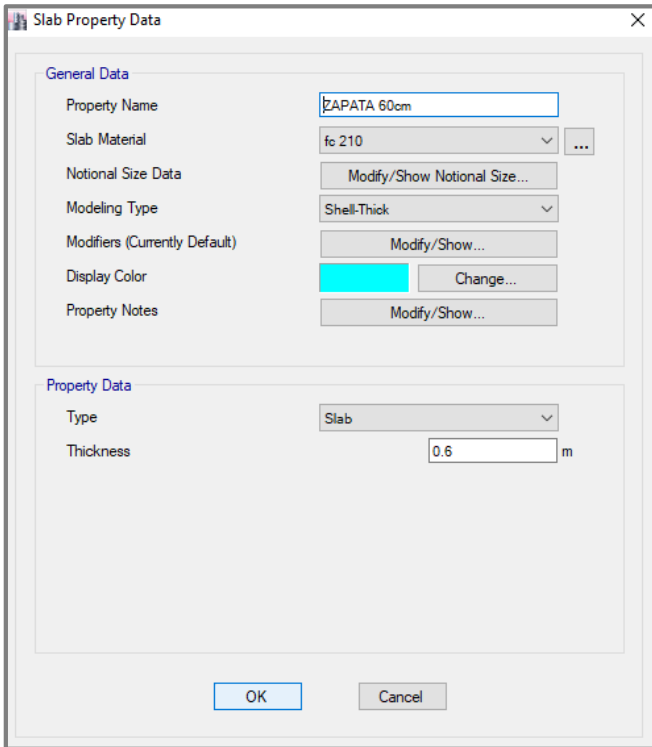 Slab Property Data
General Data
Property Name ZAPATA 60cm
Slab Material fc 210 ...
Notional Size Data Modify/Show Notional Size...
Modeling Type Shell-Thick
Modifiers (Currently Default) Modify/Show...
Display Color Change...
Property Notes Modify/Show...
Property Data
Type Slab
Thickness 0.6 m
OK Cancel